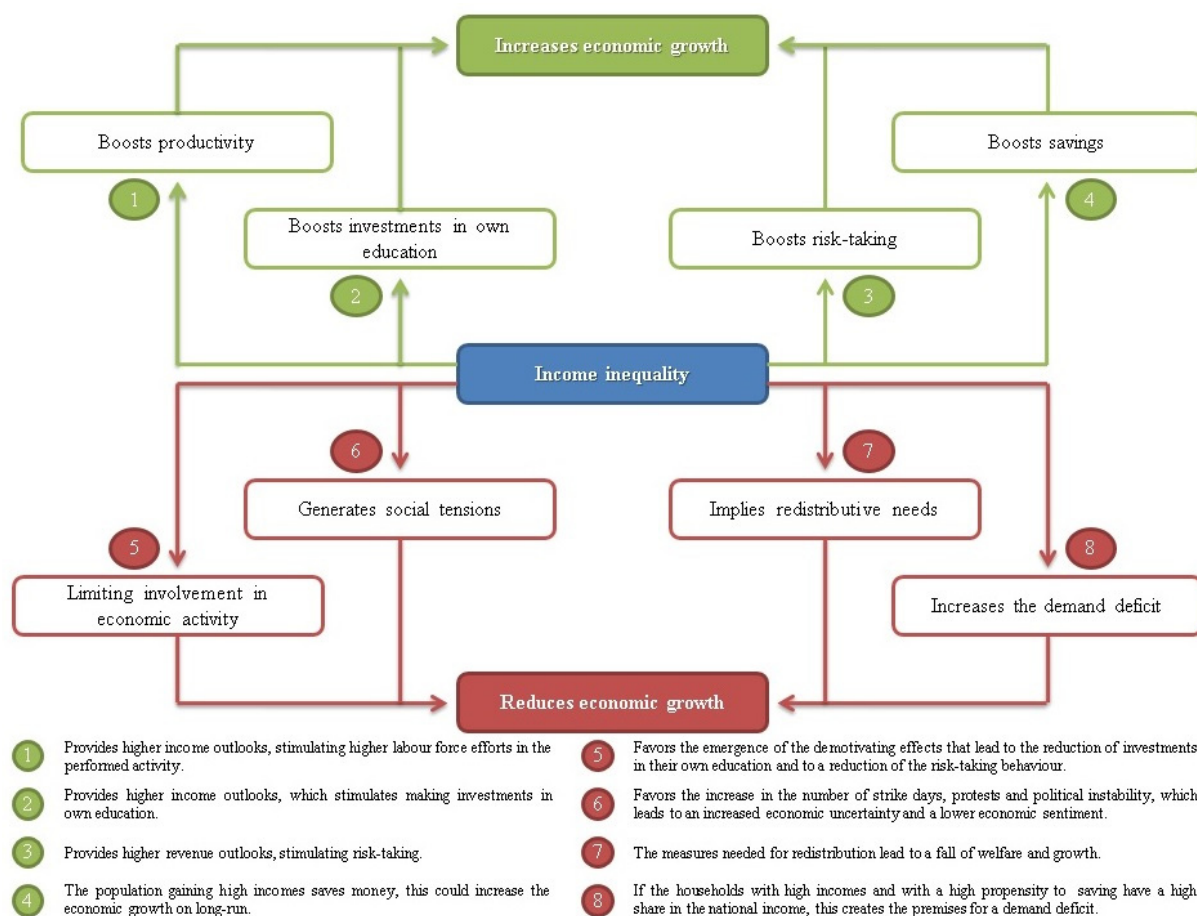 Increases economic growth
Boosts productivity
Boosts savings
1
4
Boosts investments in own
education
Boosts risk-taking
2
3
Income inequality
6
7
Generates social tensions
Implies redistributive needs
5
8
Limiting involvement in
economic activity
Increases the demand deficit
Reduces economic growth
1
Provides higher income outlooks, stimulating higher labour force efforts in the
performed activity.
2
Provides higher income outlooks, which stimulates making investments in
own education.
3
Provides higher revenue outlooks, stimulating risk-taking.
4
The population gaining high incomes saves money, this could increase the
economic growth on long-run.
5
Favors the emergence of the demotivating effects that lead to the reduction of investments
in their own education and to a reduction of the risk-taking behaviour.
6
Favors the increase in the number of strike days, protests and political instability, which
leads to an increased economic uncertainty and a lower economic sentiment.
7
The measures needed for redistribution lead to a fall of welfare and growth.
8
If the households with high incomes and with a high propensity to saving have a high
share in the national income, this creates the premises for a demand deficit.